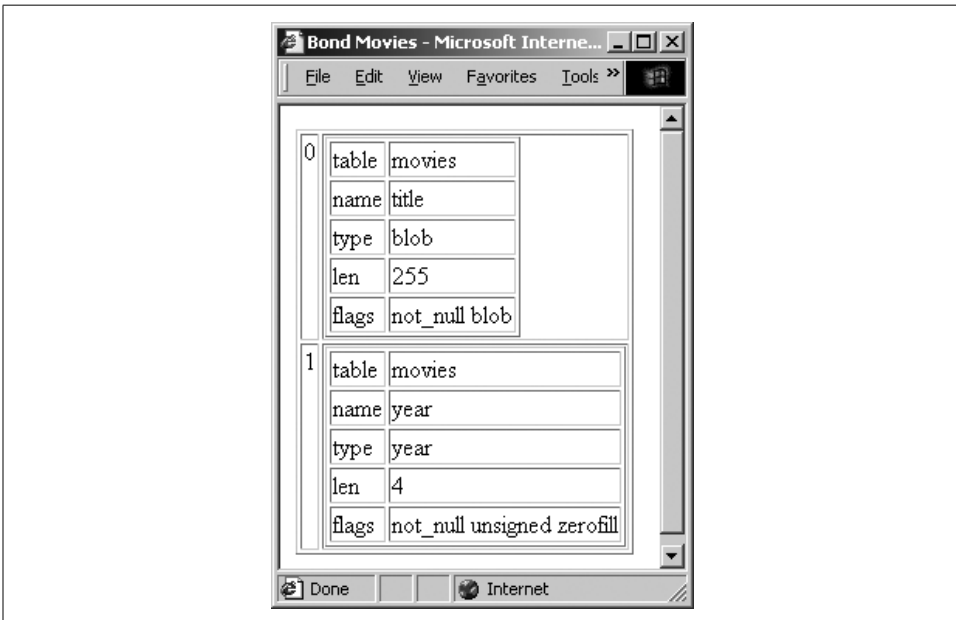 Bond Movies - Microsoft Interne...
File Edit View Favorites Tools »
0
table movies
name title
type blob
len 255
flags not_null blob
1
table movies
name year
type year
len 4
flags not_null unsigned zerofill
Done Internet